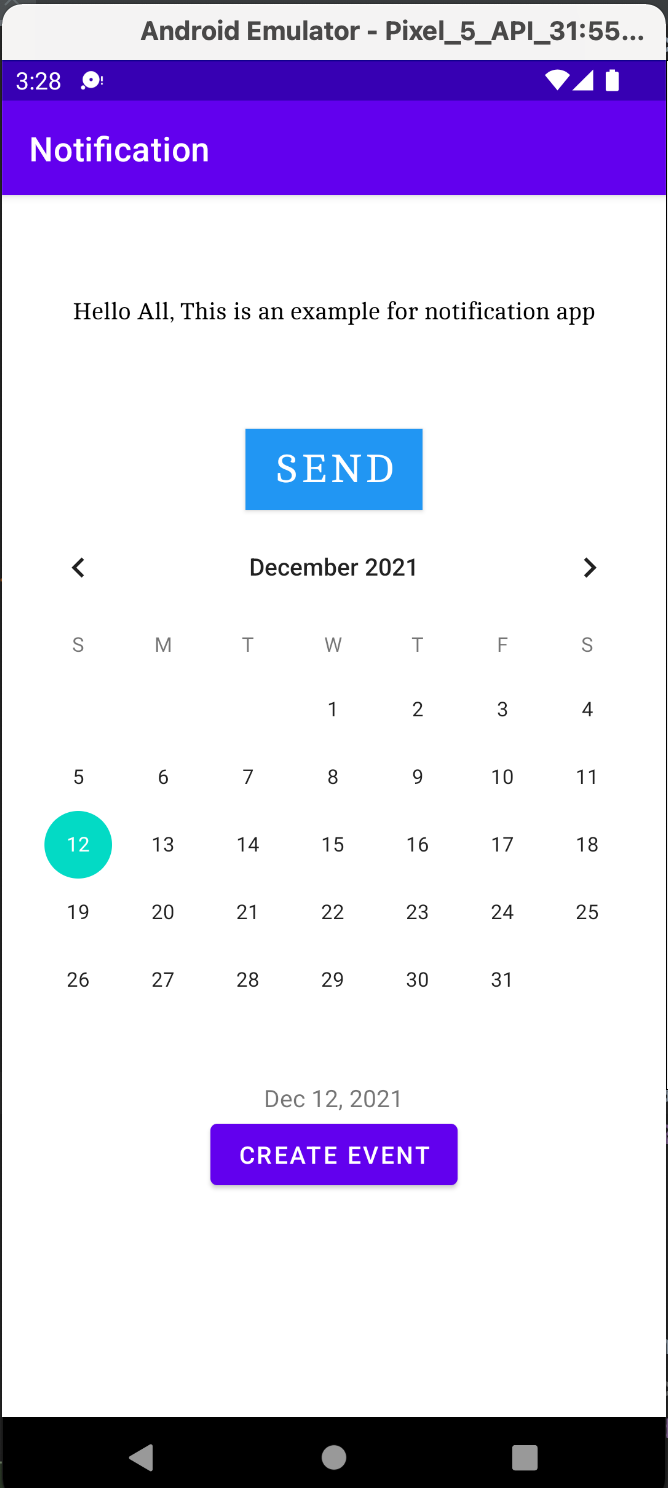 Android Emulator - Pixel_5_API_31:55...
3:28
Notification
Hello All, This is an example for notification app
SEND
December 2021
S M T W T F S
1 2 3 4
5 6 7 8 9 10 11
12 13 14 15 16 17 18
19 20 21 22 23 24 25
26 27 28 29 30 31
Dec 12, 2021
CREATE EVENT